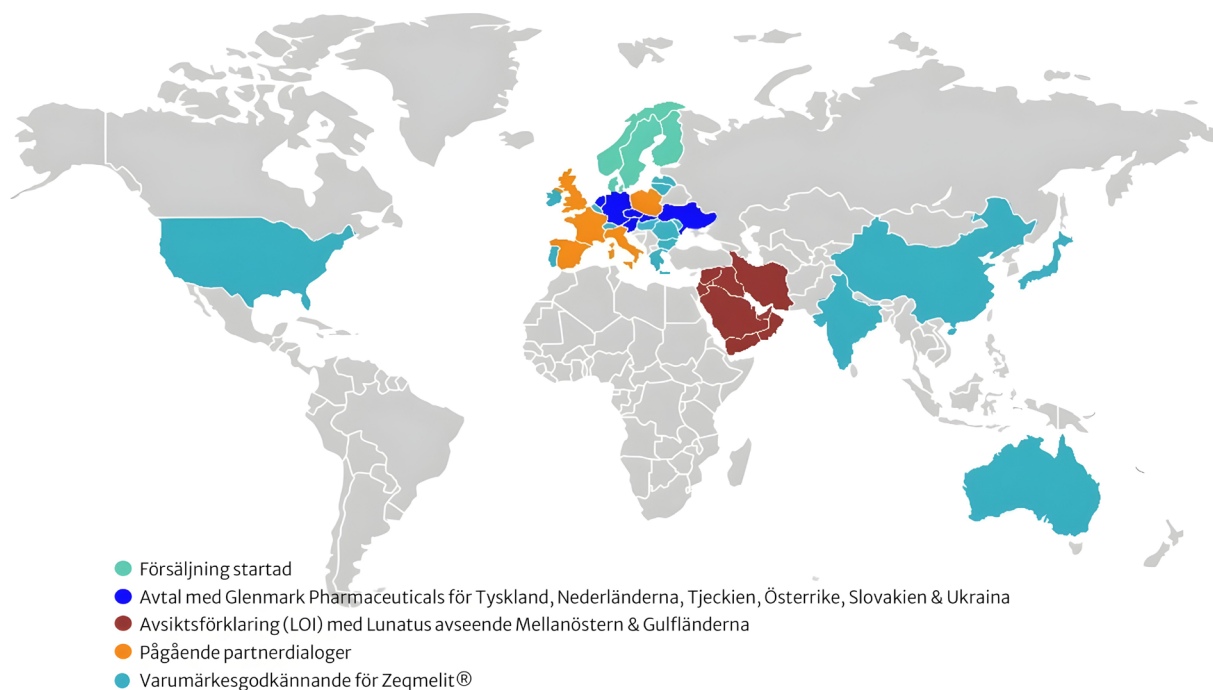 Försäljning startad
Avtal med Glenmark Pharmaceuticals för Tyskland, Nederländerna, Tjeckien, Österrike, Slovakien & Ukraina
Avsiktsförklaring (LOI) med Lunatus avseende Mellanöstern & Gulfländerna
Pågående partnerdialoger
Varumärkesgodkännande för Zeqmelit®